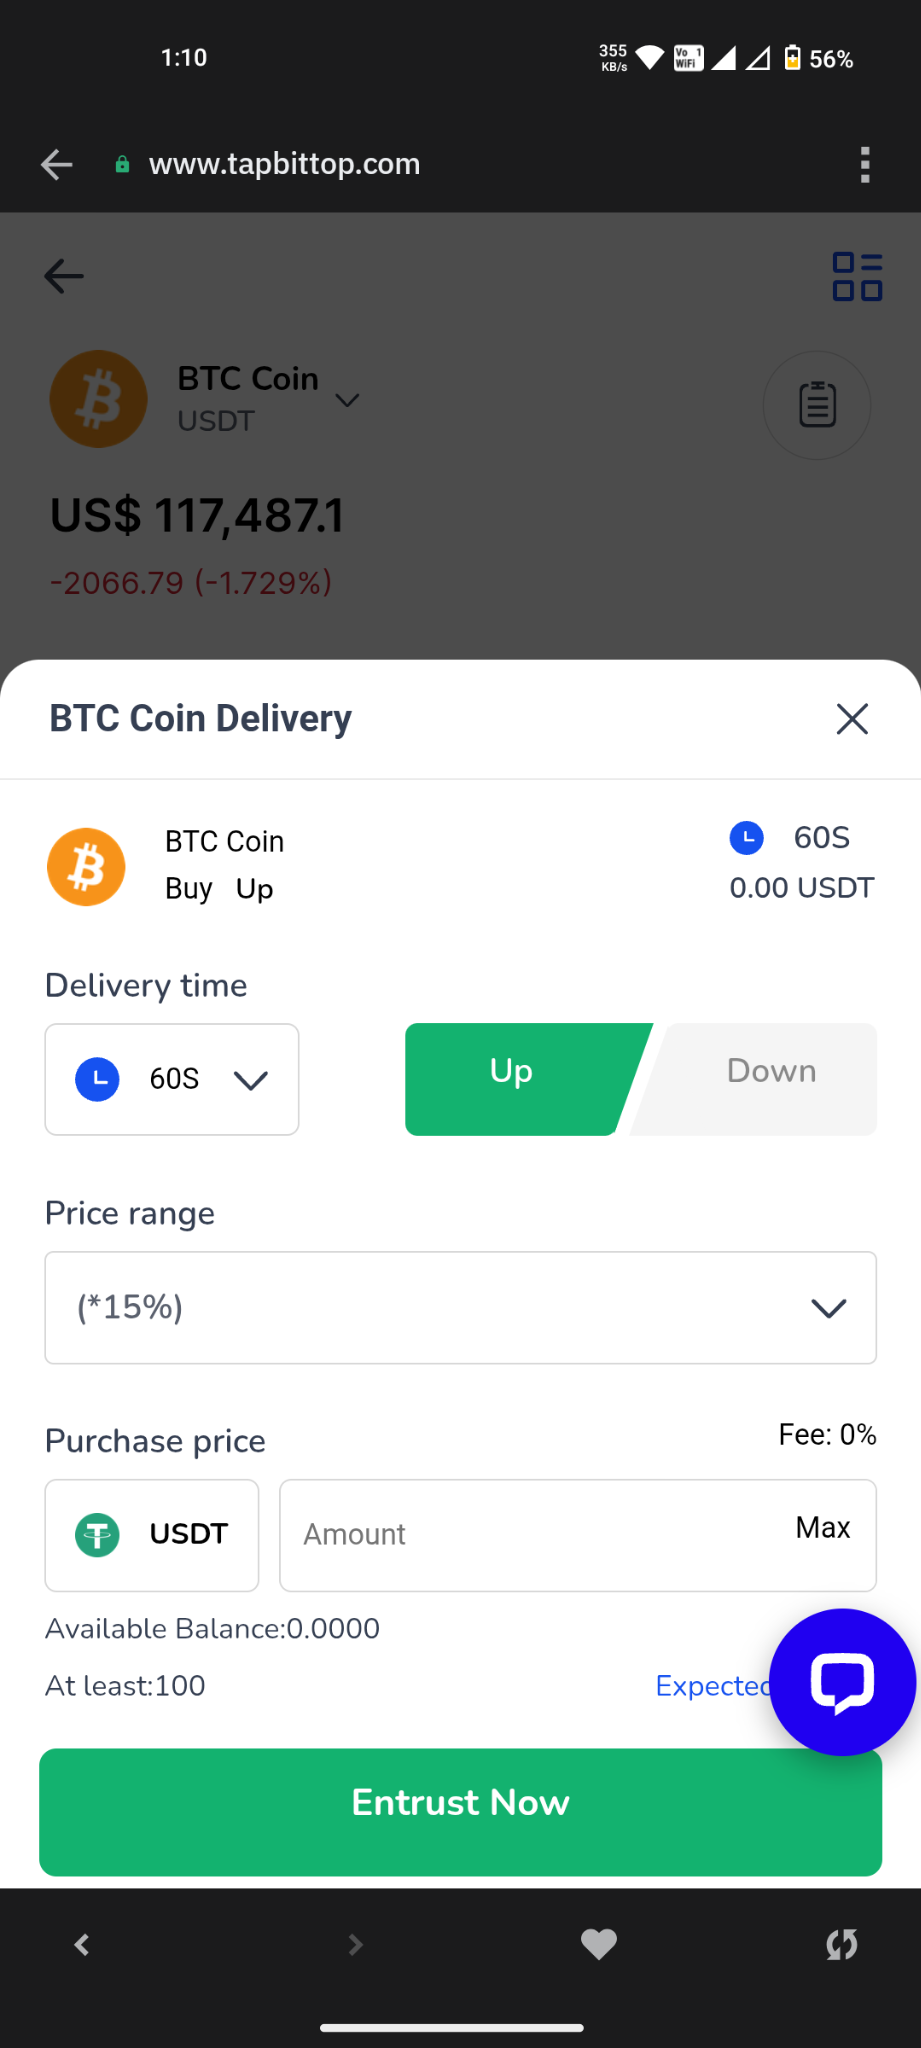 1:10
355 KB/s
Vo 1 WiFi
56%
www.tapbittop.com
BTC Coin
USDT
US$ 117,487.1
-2066.79 (-1.729%)
BTC Coin Delivery
BTC Coin
60S
Buy Up
0.00 USDT
Delivery time
60S
Up
Down
Price range
(*15%)
Purchase price
Fee: 0%
USDT
Amount
Max
Available Balance:0.0000
At least:100
Expected
Entrust Now